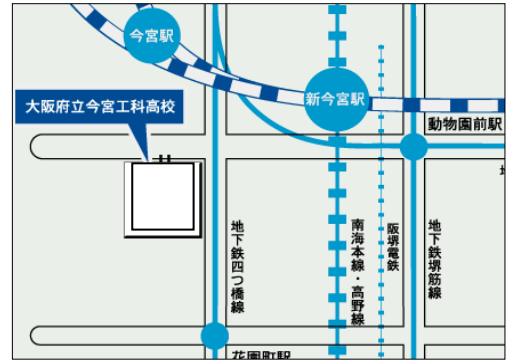 今宮駅
新今宮駅
大阪府立今宮工科高校
動物園前駅
地下鉄四つ橋線
南海本線・高野線
阪堺電鉄
地下鉄堺筋線
花園町駅